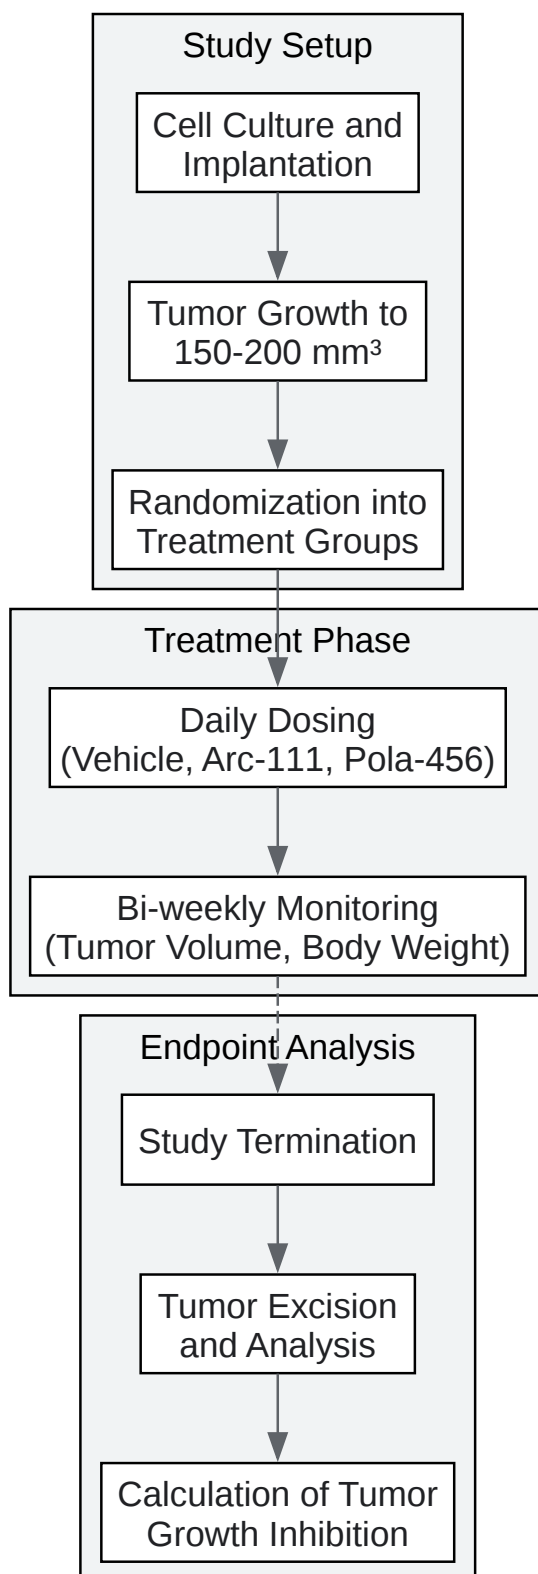 Study Setup
Cell Culture and
Implantation
Tumor Growth to
150-200 mm³
Randomization into
Treatment Groups
Treatment Phase
Daily Dosing
(Vehicle, Arc-111, Pola-456)
Bi-weekly Monitoring
(Tumor Volume, Body Weight)
Endpoint Analysis
Study Termination
Tumor Excision
and Analysis
Calculation of Tumor
Growth Inhibition